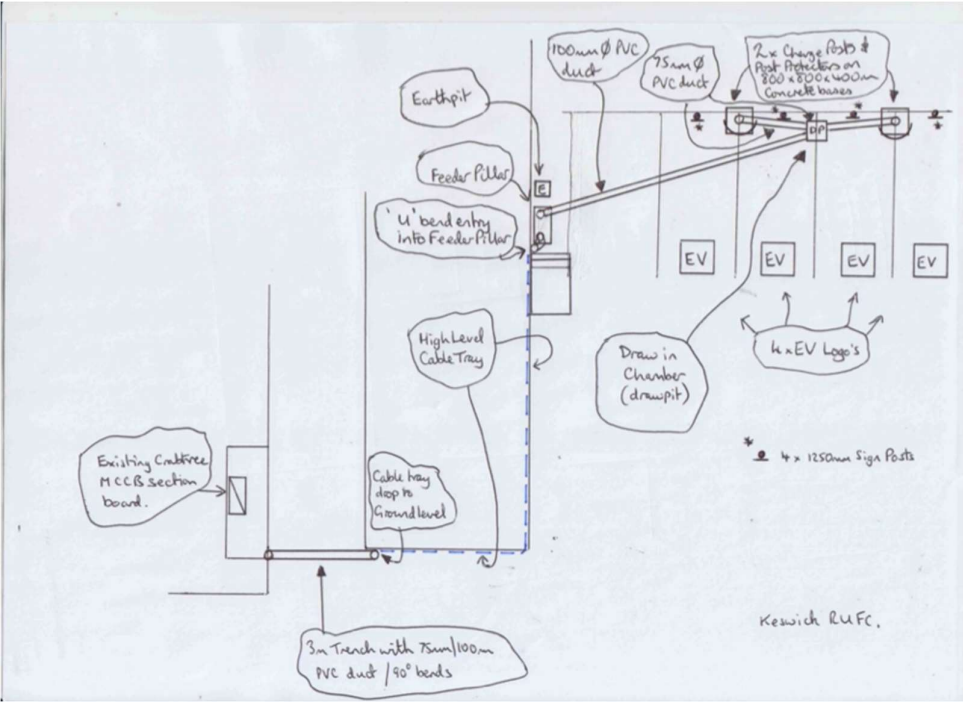 100mm Ø PVC
duct
75mm Ø
PVC duct
2 x Charge Posts &
Post Protectors on
800 x 800 x 400m
Concrete bases
Earthpit
Feeder Pillar
'U' bend entry
into Feeder Pillar
E
DP
*
*
*
*
EV
EV
EV
EV
High Level
Cable Tray
Draw in
Chamber
(drawpit)
4 x EV Logo's
* 4 x 1250mm Sign Posts
Existing Crabtree
MCCB section
board.
Cable tray
drop to
Ground level
3m Trench with 75mm/100m
PVC duct / 90° bends
Keswich RUFC.